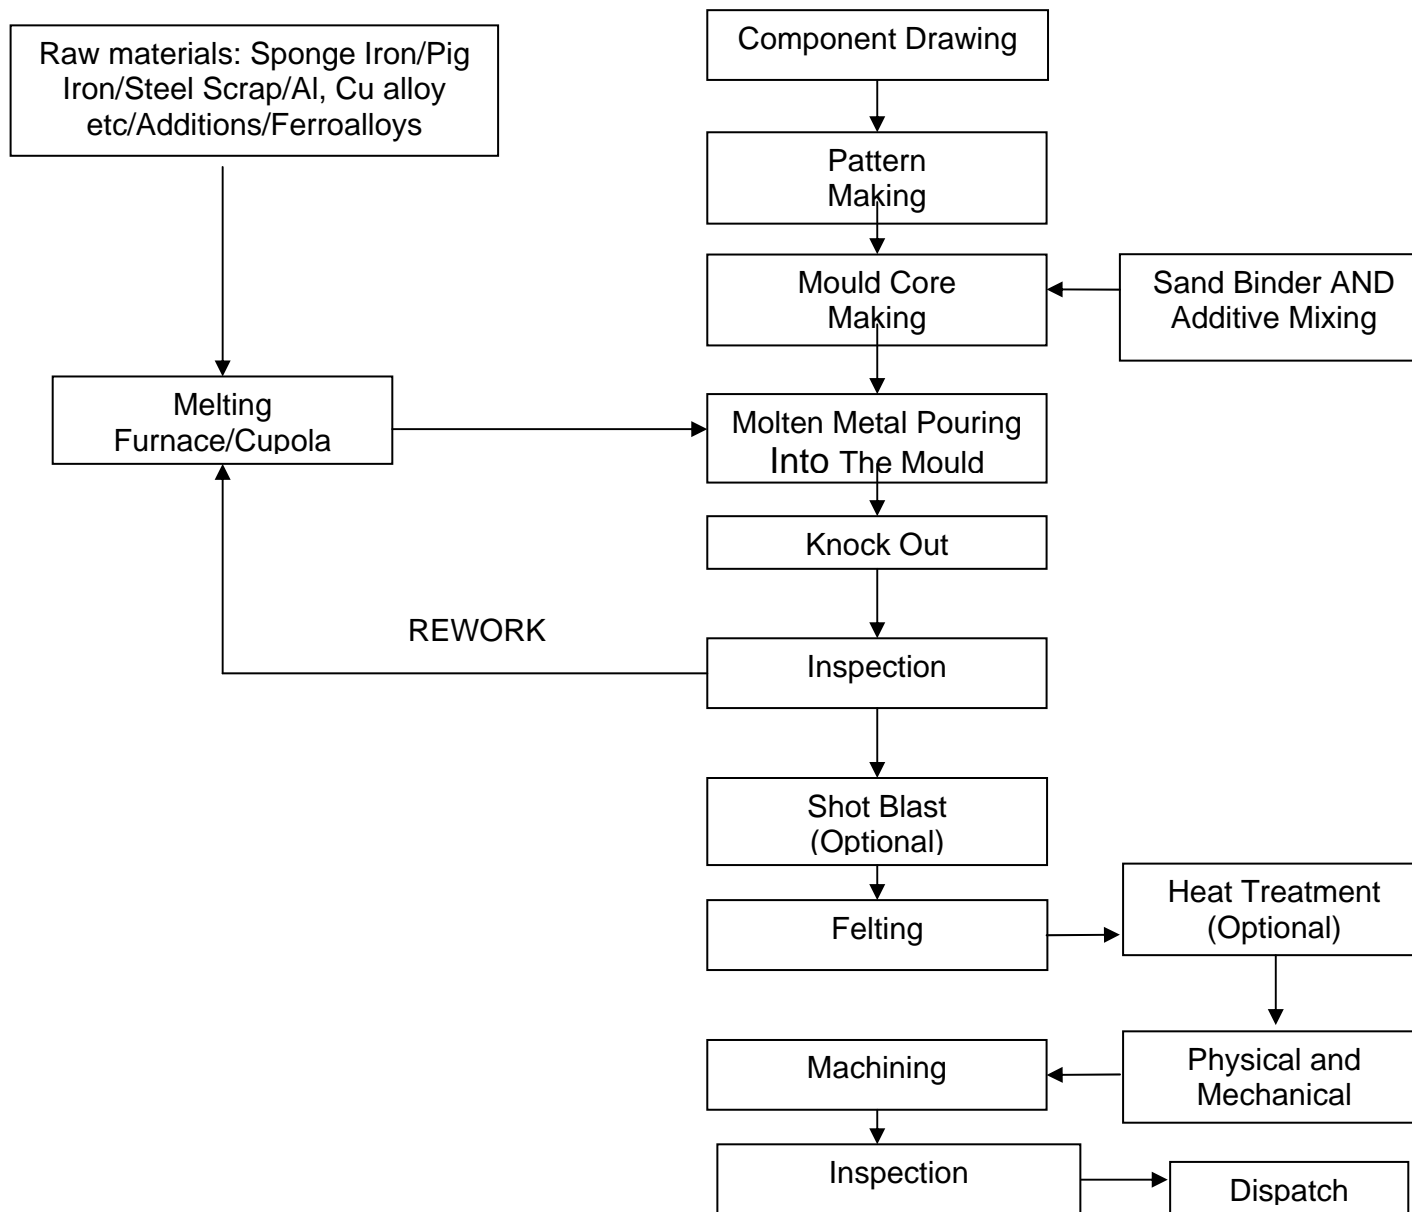 Raw materials: Sponge Iron/Pig
Iron/Steel Scrap/Al, Cu alloy
etc/Additions/Ferroalloys
Component Drawing
Pattern
Making
Mould Core
Making
Sand Binder AND
Additive Mixing
Melting
Furnace/Cupola
Molten Metal Pouring
Into The Mould
Knock Out
REWORK
Inspection
Shot Blast
(Optional)
Felting
Heat Treatment
(Optional)
Machining
Physical and
Mechanical
Inspection
Dispatch